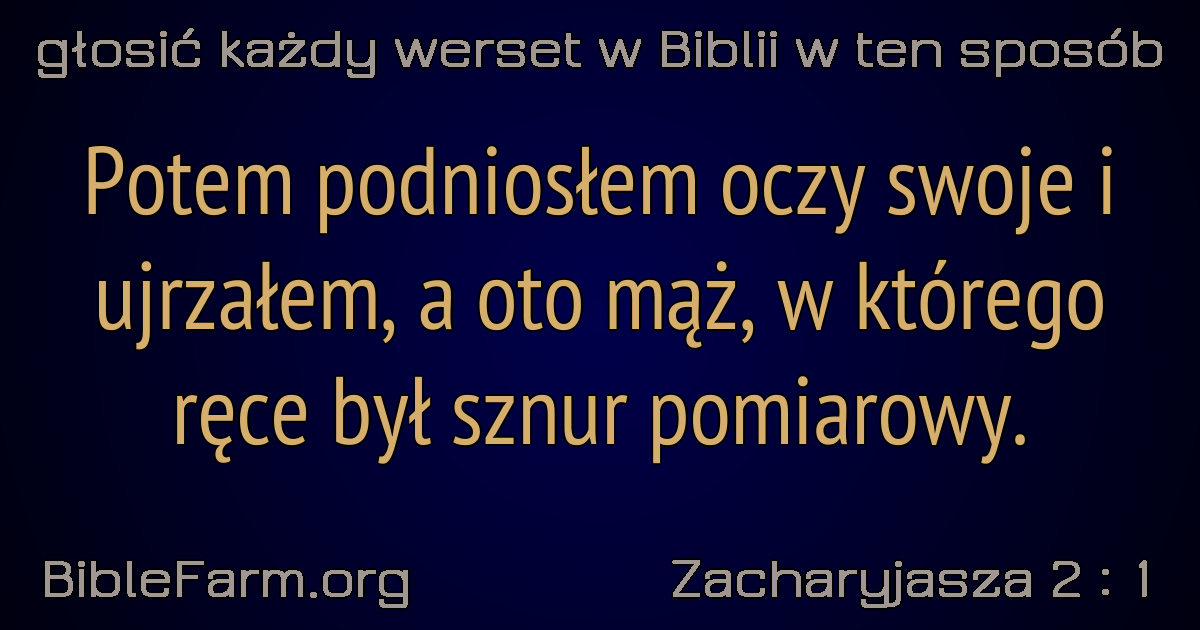 głosić każdy werset w Biblii w ten sposób
Potem podniosłem oczy swoje i
ujrzałem, a oto mąż, w którego
ręce był sznur pomiarowy.
BibleFarm.org
Zacharyjasza 2 : 1